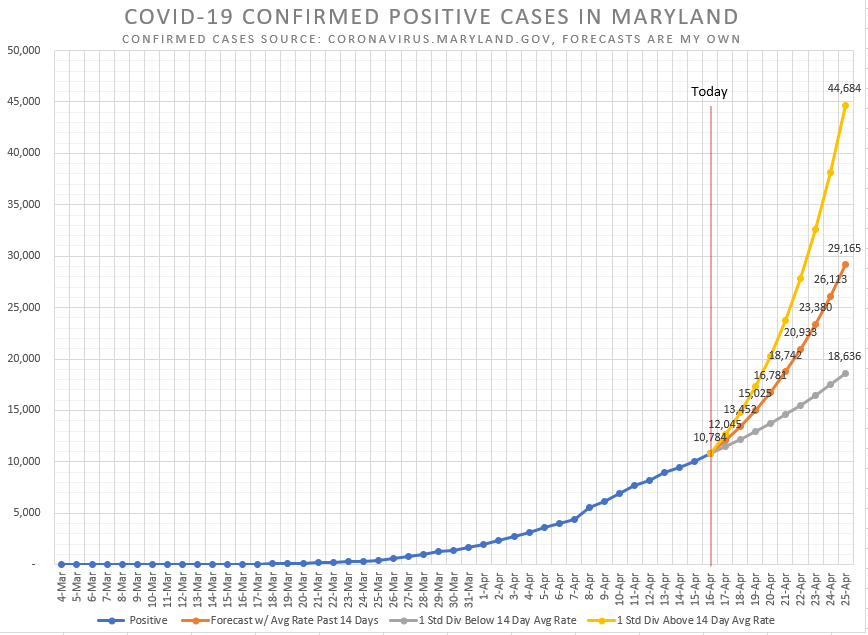 COVID-19 CONFIRMED POSITIVE CASES IN MARYLAND
CONFIRMED CASES SOURCE: CORONAVIRUS.MARYLAND.GOV, FORECASTS ARE MY OWN
50,000
45,000
40,000
35,000
30,000
25,000
20,000
15,000
10,000
5,000
-
Today
44,684
29,165
26,113
23,380
20,933
18,742
16,781
15,025
13,452
12,045
10,784
18,636
4-Mar
5-Mar
6-Mar
7-Mar
8-Mar
9-Mar
10-Mar
11-Mar
12-Mar
13-Mar
14-Mar
15-Mar
16-Mar
17-Mar
18-Mar
19-Mar
20-Mar
21-Mar
22-Mar
23-Mar
24-Mar
25-Mar
26-Mar
27-Mar
28-Mar
29-Mar
30-Mar
31-Mar
1-Apr
2-Apr
3-Apr
4-Apr
5-Apr
6-Apr
7-Apr
8-Apr
9-Apr
10-Apr
11-Apr
12-Apr
13-Apr
14-Apr
15-Apr
16-Apr
17-Apr
18-Apr
19-Apr
20-Apr
21-Apr
22-Apr
23-Apr
24-Apr
25-Apr
Positive
Forecast w/ Avg Rate Past 14 Days
1 Std Div Below 14 Day Avg Rate
1 Std Div Above 14 Day Avg Rate